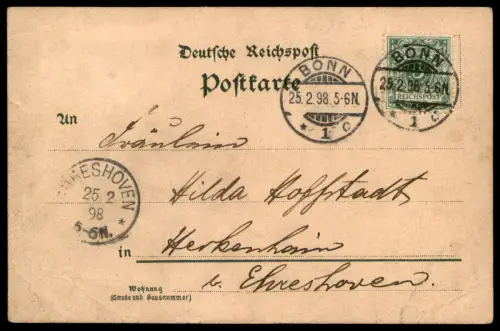 Deutsche Reichspost
Postkarte
BONN
25.2.98.5-6N.
* 1 c
BONN
25.2.98.5-6N.
* 1 c
REICHSPOST
An
Fräulein
Hilda Hoffstadt
EHRESHOVEN
25 2
98
5-6N. *
in Herkenhain
b. Ehreshoven.
Wohnung
(Straße und Hausnummer)